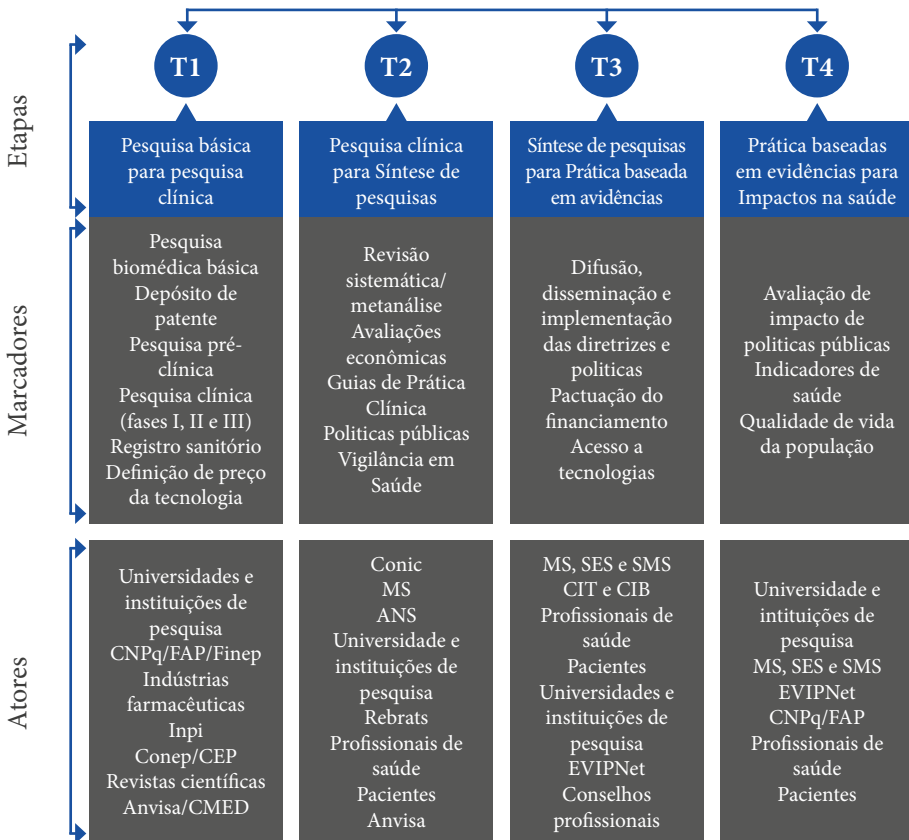 T1
T2
T3
T4
Etapas
Pesquisa básica
para pesquisa
clínica
Pesquisa clínica
para Síntese de
pesquisas
Síntese de pesquisas
para Prática baseada
em avidências
Prática baseadas
em evidências para
Impactos na saúde
Marcadores
Pesquisa
biomédica básica
Depósito de
patente
Pesquisa pré-
clínica
Pesquisa clínica
(fases I, II e III)
Registro sanitório
Definição de preço
da tecnologia
Revisão
sistemática/
metanálise
Avaliações
econômicas
Guias de Prática
Clínica
Politicas públicas
Vigilância em
Saúde
Difusão,
disseminação e
implementação
das diretrizes e
politicas
Pactuação do
financiamento
Acesso a
tecnologias
Avaliação de
impacto de
politicas públicas
Indicadores de
saúde
Qualidade de vida
da população
Atores
Universidades e
instituições de
pesquisa
CNPq/FAP/Finep
Indústrias
farmacêuticas
Inpi
Conep/CEP
Revistas científicas
Anvisa/CMED
Conic
MS
ANS
Universidade e
instituições de
pesquisa
Rebrats
Profissionais de
saúde
Pacientes
Anvisa
MS, SES e SMS
CIT e CIB
Profissionais de
saúde
Pacientes
Universidades e
instituições de
pesquisa
EVIPNet
Conselhos
profissionais
Universidade e
intituições de
pesquisa
MS, SES e SMS
EVIPNet
CNPq/FAP
Profissionais de
saúde
Pacientes